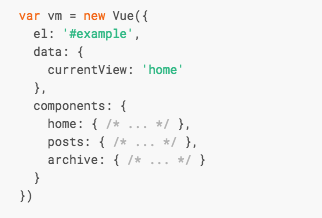 var vm = new Vue({
  el: '#example',
  data: {
    currentView: 'home'
  },
  components: {
    home: { /* ... */ },
    posts: { /* ... */ },
    archive: { /* ... */ }
  }
})